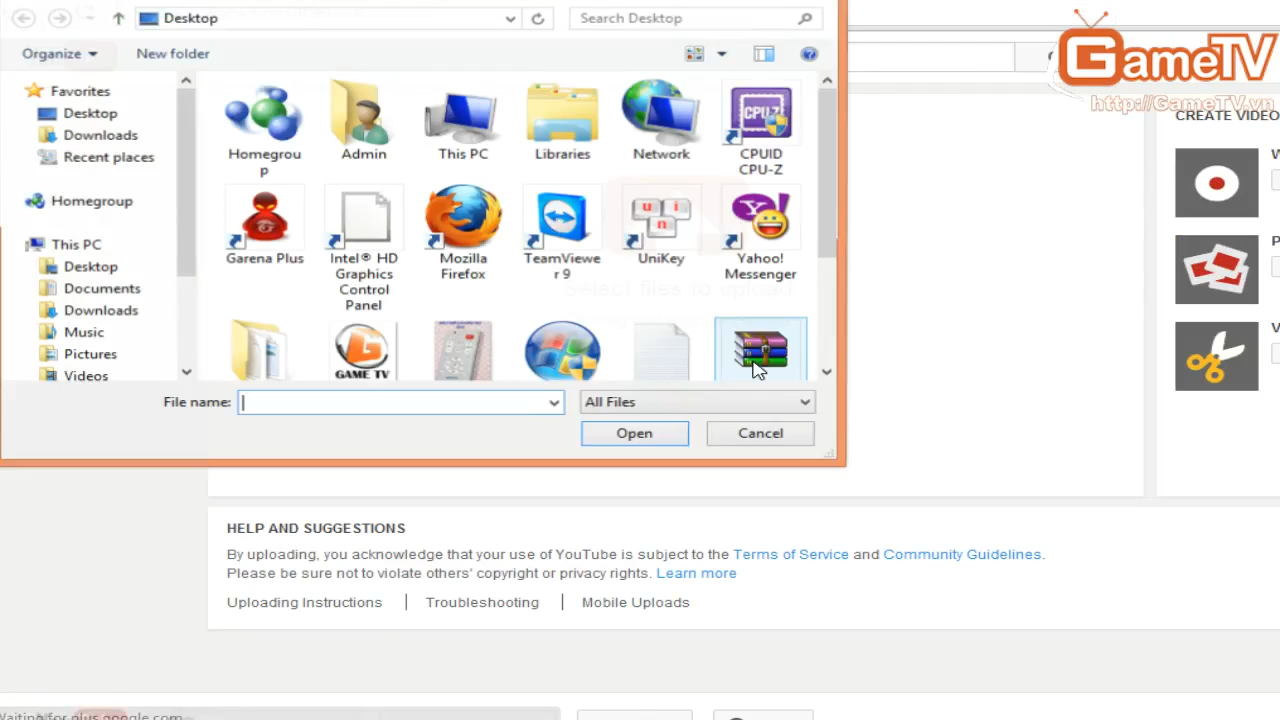 Desktop
Search Desktop
GameTV
http://GameTV.vn
Organize
New folder
Favorites
Desktop
Downloads
Recent places
Homegroup
This PC
Desktop
Documents
Downloads
Music
Pictures
Videos
Homegrou
p
Admin
This PC
Libraries
Network
CPU-Z
CPUID
CPU-Z
Garena Plus
Intel® HD
Graphics
Control
Panel
Mozilla
Firefox
TeamViewe
r 9
u i
n
UniKey
Yahoo!
Messenger
Select files to upload
GAME TV
File name:
All Files
Open
Cancel
CREATE VIDEO
HELP AND SUGGESTIONS
By uploading, you acknowledge that your use of YouTube is subject to the Terms of Service and Community Guidelines.
Please be sure not to violate others' copyright or privacy rights. Learn more
Uploading Instructions | Troubleshooting | Mobile Uploads
Waiting for plus.google.com